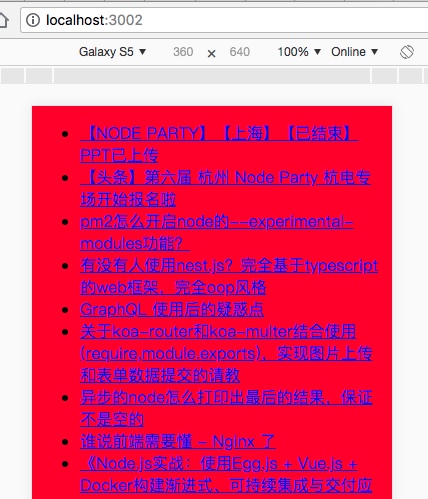 localhost:3002
Galaxy S5 ▼ 360 × 640 100% ▼ Online ▼
【NODE PARTY】【上海】【已结束】
PPT已上传
【头条】第六届 杭州 Node Party 杭电专
场开始报名啦
pm2怎么开启node的--experimental-
modules功能？
有没有人使用nest.js？完全基于typescript
的web框架，完全oop风格
GraphQL 使用后的疑惑点
关于koa-router和koa-multer结合使用
(require,module.exports)，实现图片上传
和表单数据提交的请教
异步的node怎么打印出最后的结果，保证
不是空的
谁说前端需要懂 - Nginx 了
《Node.js实战：使用Egg.js + Vue.js +
Docker构建渐进式、可持续集成与交付应